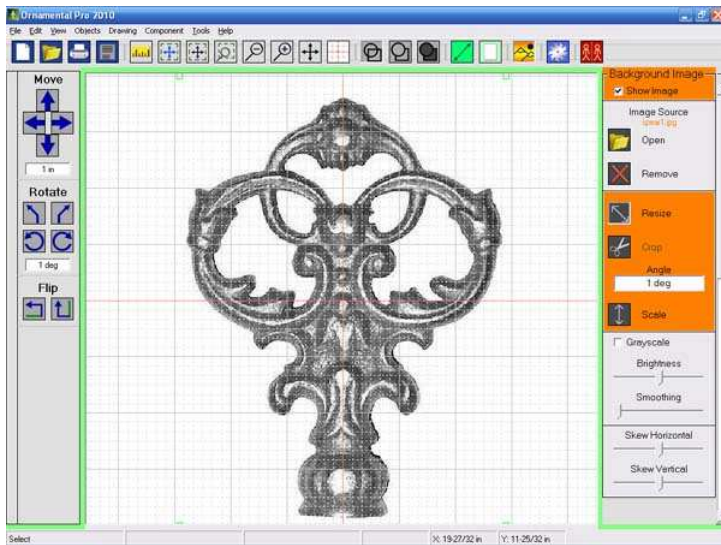 Ornamental Pro 2010
File Edit View Objects Drawing Component Tools Help
Move
1 in
Rotate
1 deg
Flip
Background Image
Show Image
Image Source
Open
Remove
Resize
Crop
Angle
1 deg
Scale
Grayscale
Brightness
Smoothing
Skew Horizontal
Skew Vertical
Select
X: 19-27/32 in
Y: 11-25/32 in